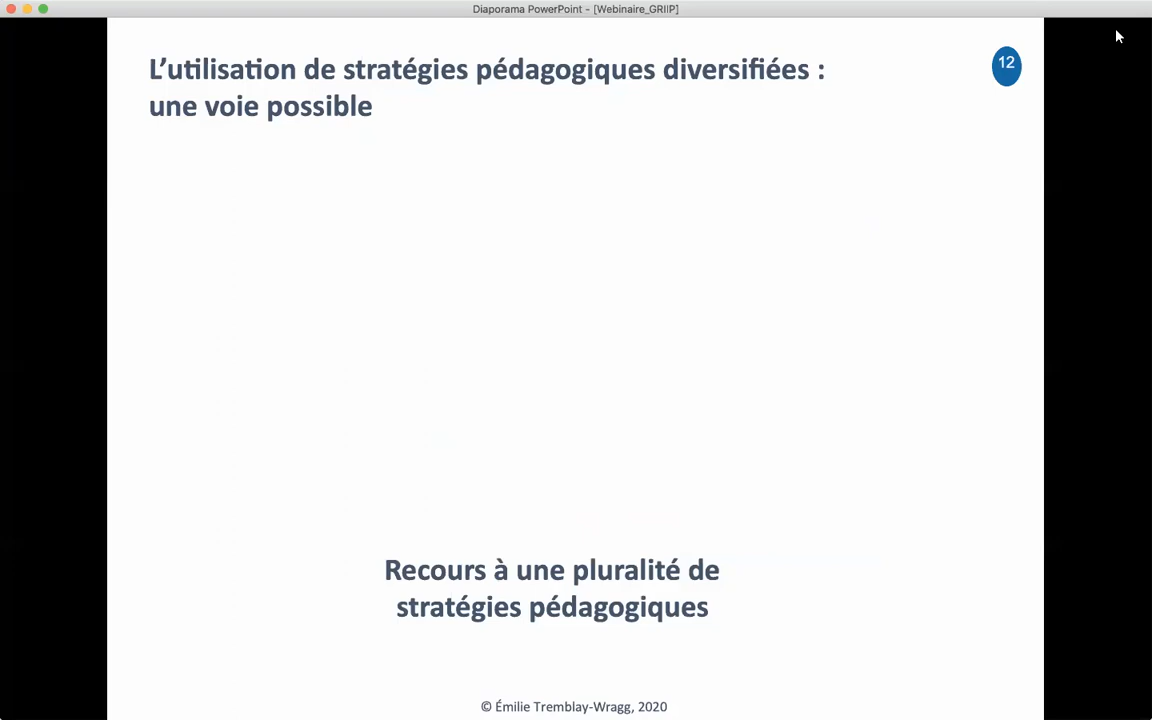 Diaporama PowerPoint - [Webinaire_GRIIP]
L’utilisation de stratégies pédagogiques diversifiées :
une voie possible
12
Recours à une pluralité de
stratégies pédagogiques
© Émilie Tremblay-Wragg, 2020